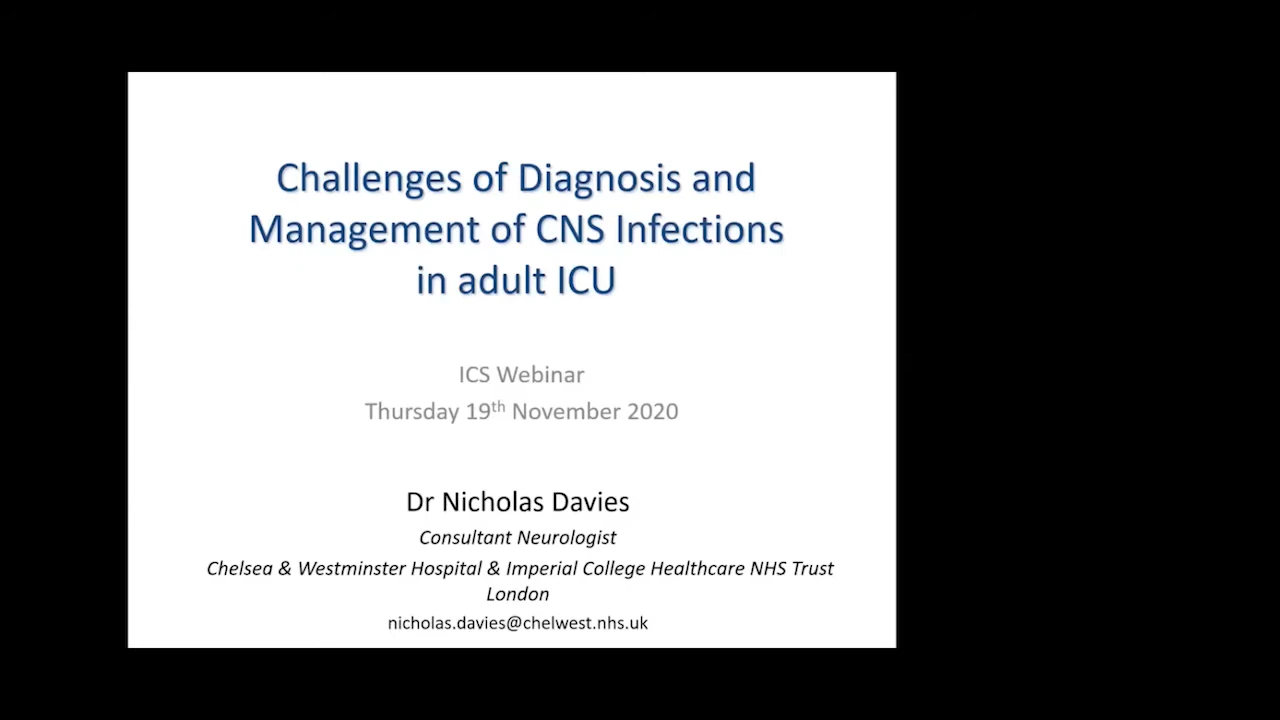 Challenges of Diagnosis and
Management of CNS Infections
in adult ICU
ICS Webinar
Thursday 19th November 2020
Dr Nicholas Davies
Consultant Neurologist
Chelsea & Westminster Hospital & Imperial College Healthcare NHS Trust
London
nicholas.davies@chelwest.nhs.uk